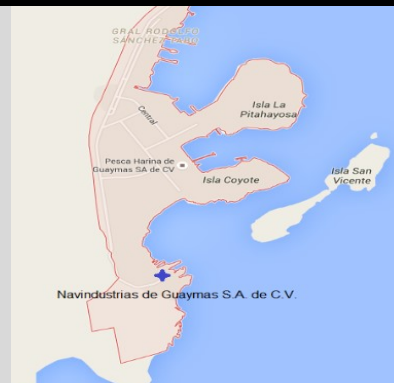 GRAL RODOLFO
SANCHEZ TABO
Isla La
Pitahayosa
Central
Pesca Harina de
Guaymas SA de CV
Isla Coyote
Isla San
Vicente
Navindustrias de Guaymas S.A. de C.V.